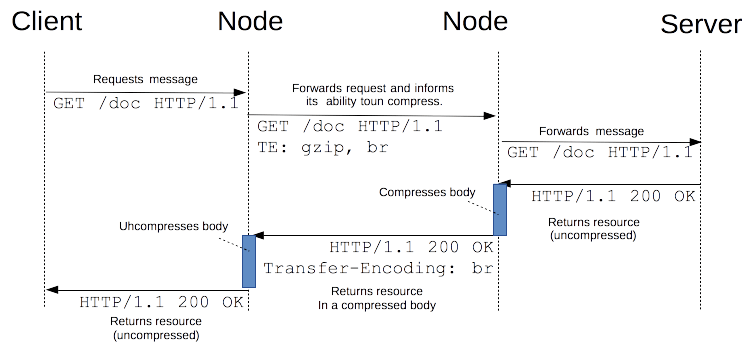 Client
Node
Node
Server
Requests message
GET /doc HTTP/1.1
Forwards request and informs
its ability toun compress.
GET /doc HTTP/1.1
TE: gzip, br
Forwards message
GET /doc HTTP/1.1
HTTP/1.1 200 OK
Returns resource
(uncompressed)
Compresses body
HTTP/1.1 200 OK
Transfer-Encoding: br
Returns resource
In a compressed body
Uhcompresses body
HTTP/1.1 200 OK
Returns resource
(uncompressed)